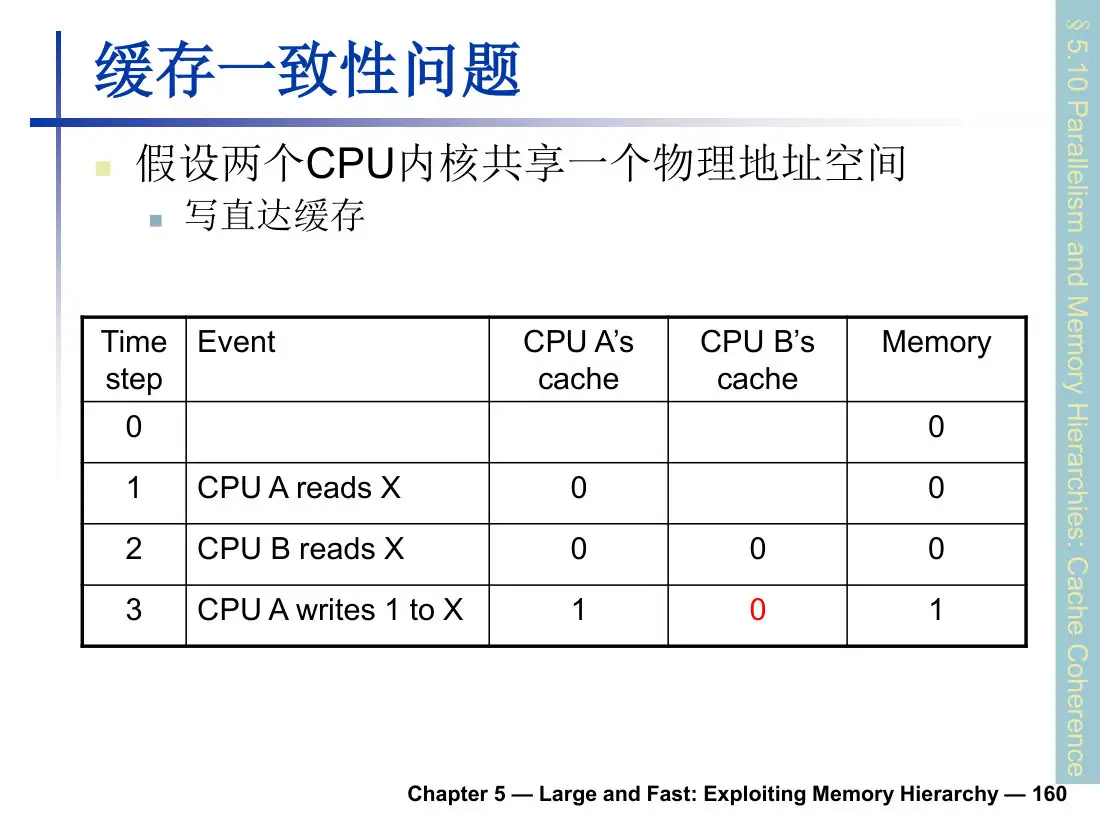 缓存一致性问题
假设两个CPU内核共享一个物理地址空间
写直达缓存
Time step Event CPU A’s cache CPU B’s cache Memory
0 0
1 CPU A reads X 0 0
2 CPU B reads X 0 0 0
3 CPU A writes 1 to X 1 0 1
§5.10 Parallelism and Memory Hierarchies: Cache Coherence
Chapter 5 — Large and Fast: Exploiting Memory Hierarchy — 160